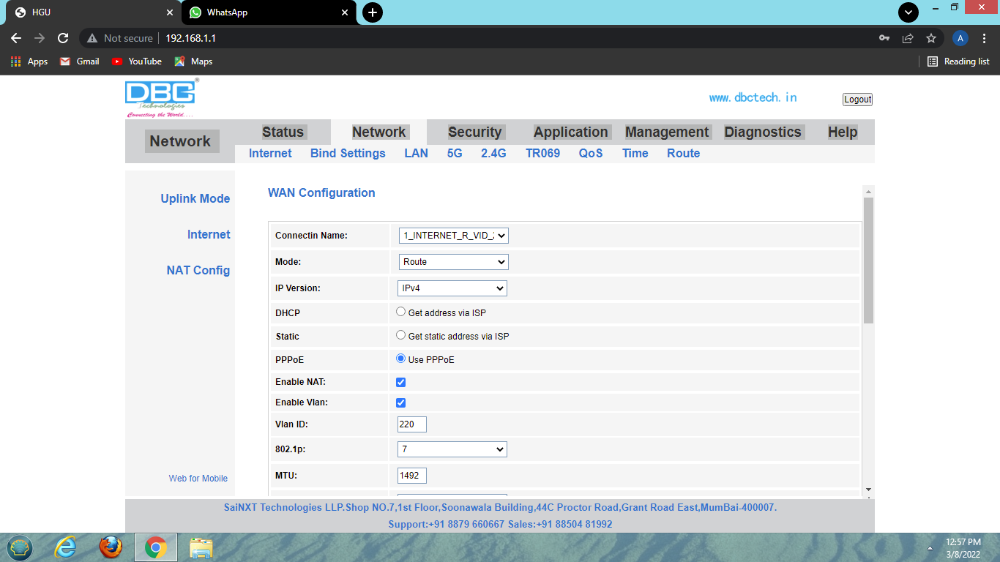 HGU
WhatsApp
Not secure 192.168.1.1
A
Apps Gmail YouTube Maps Reading list
DBC®
Technologies
Connecting the World....
www.dbctech.in
Logout
Network
Status Network Security Application Management Diagnostics Help
Internet Bind Settings LAN 5G 2.4G TR069 QoS Time Route
Uplink Mode
Internet
NAT Config
Web for Mobile
WAN Configuration
Connectin Name: 1_INTERNET_R_VID_
Mode: Route
IP Version: IPv4
DHCP Get address via ISP
Static Get static address via ISP
PPPoE Use PPPoE
Enable NAT:
Enable Vlan:
Vlan ID: 220
802.1p: 7
MTU: 1492
SaiNXT Technologies LLP.Shop NO.7,1st Floor,Soonawala Building,44C Proctor Road,Grant Road East,MumBai-400007.
Support:+91 8879 660667 Sales:+91 88504 81992
12:57 PM
3/8/2022